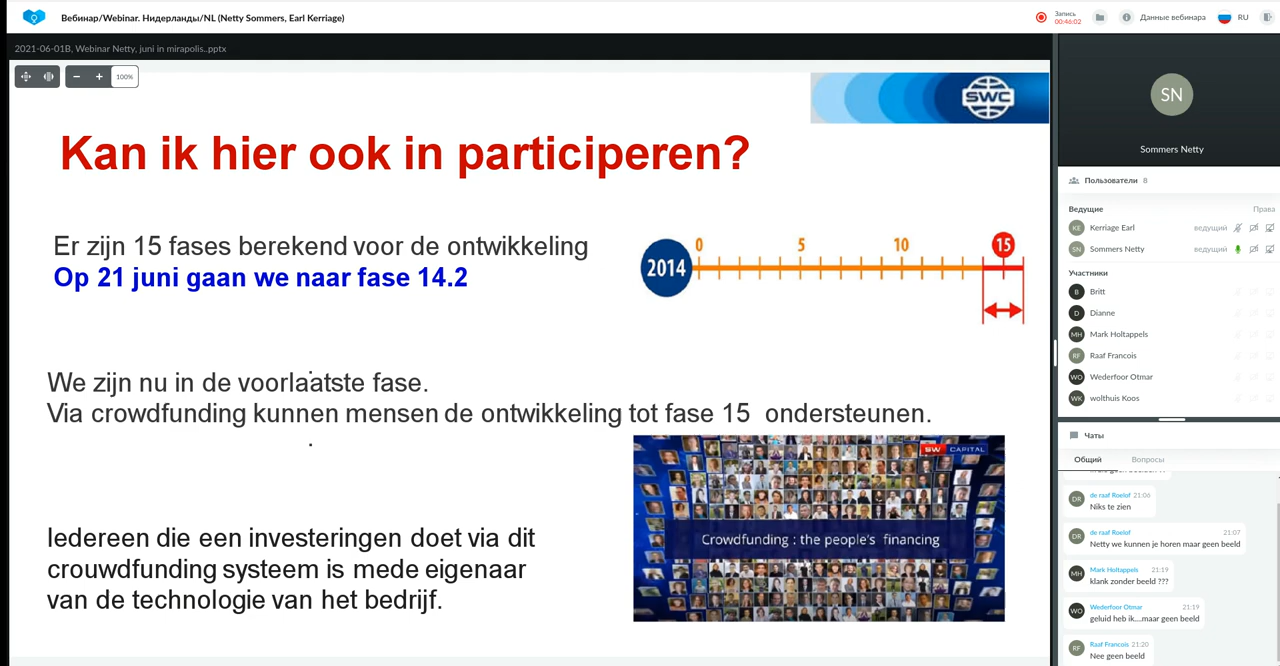 Вебинар/Webinar. Нидерланды/NL (Netty Sommers, Earl Kerriage)
Запись
00:46:02
Данные вебинара
RU
2021-06-01B, Webinar Netty, juni in mirapolis..pptx
100%
SWC
Kan ik hier ook in participeren?
Er zijn 15 fases berekend voor de ontwikkeling
Op 21 juni gaan we naar fase 14.2
2014
0
5
10
15
We zijn nu in de voorlaatste fase.
Via crowdfunding kunnen mensen de ontwikkeling tot fase 15 ondersteunen.
SW CAPITAL
Crowdfunding : the people's financing
Iedereen die een investeringen doet via dit
crouwdfunding systeem is mede eigenaar
van de technologie van het bedrijf.
SN
Sommers Netty
Пользователи 8
Ведущие Права
KE Kerriage Earl ведущий
SN Sommers Netty ведущий
Участники
B Britt
D Dianne
MH Mark Holtappels
RF Raaf Francois
WO Wederfoor Otmar
WK wolthuis Koos
Чаты
Общий Вопросы
DR de raaf Roelof 21:06
Niks te zien
DR de raaf Roelof 21:07
Netty we kunnen je horen maar geen beeld
MH Mark Holtappels 21:19
klank zonder beeld ???
WO Wederfoor Otmar 21:19
geluid heb ik....maar geen beeld
RF Raaf Francois 21:20
Nee geen beeld